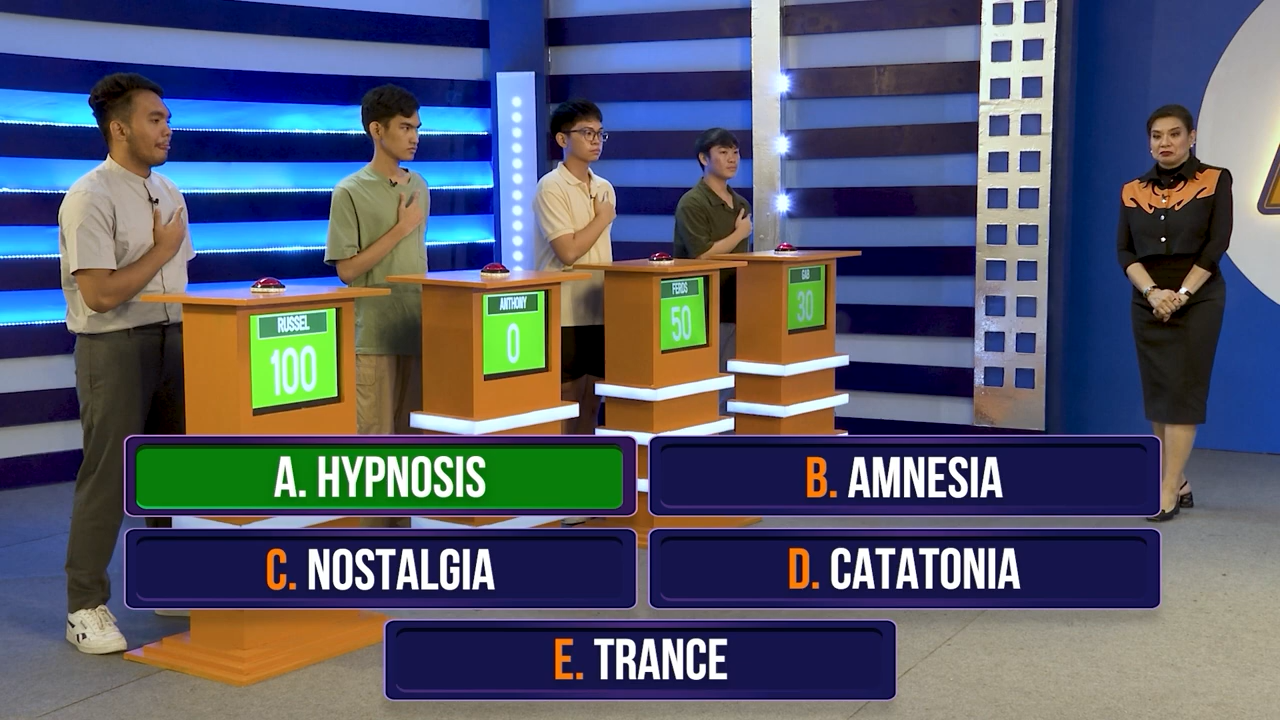 RUSSEL
100
ANTHONY
0
FERDS
50
GAB
30
A. HYPNOSIS
B. AMNESIA
C. NOSTALGIA
D. CATATONIA
E. TRANCE